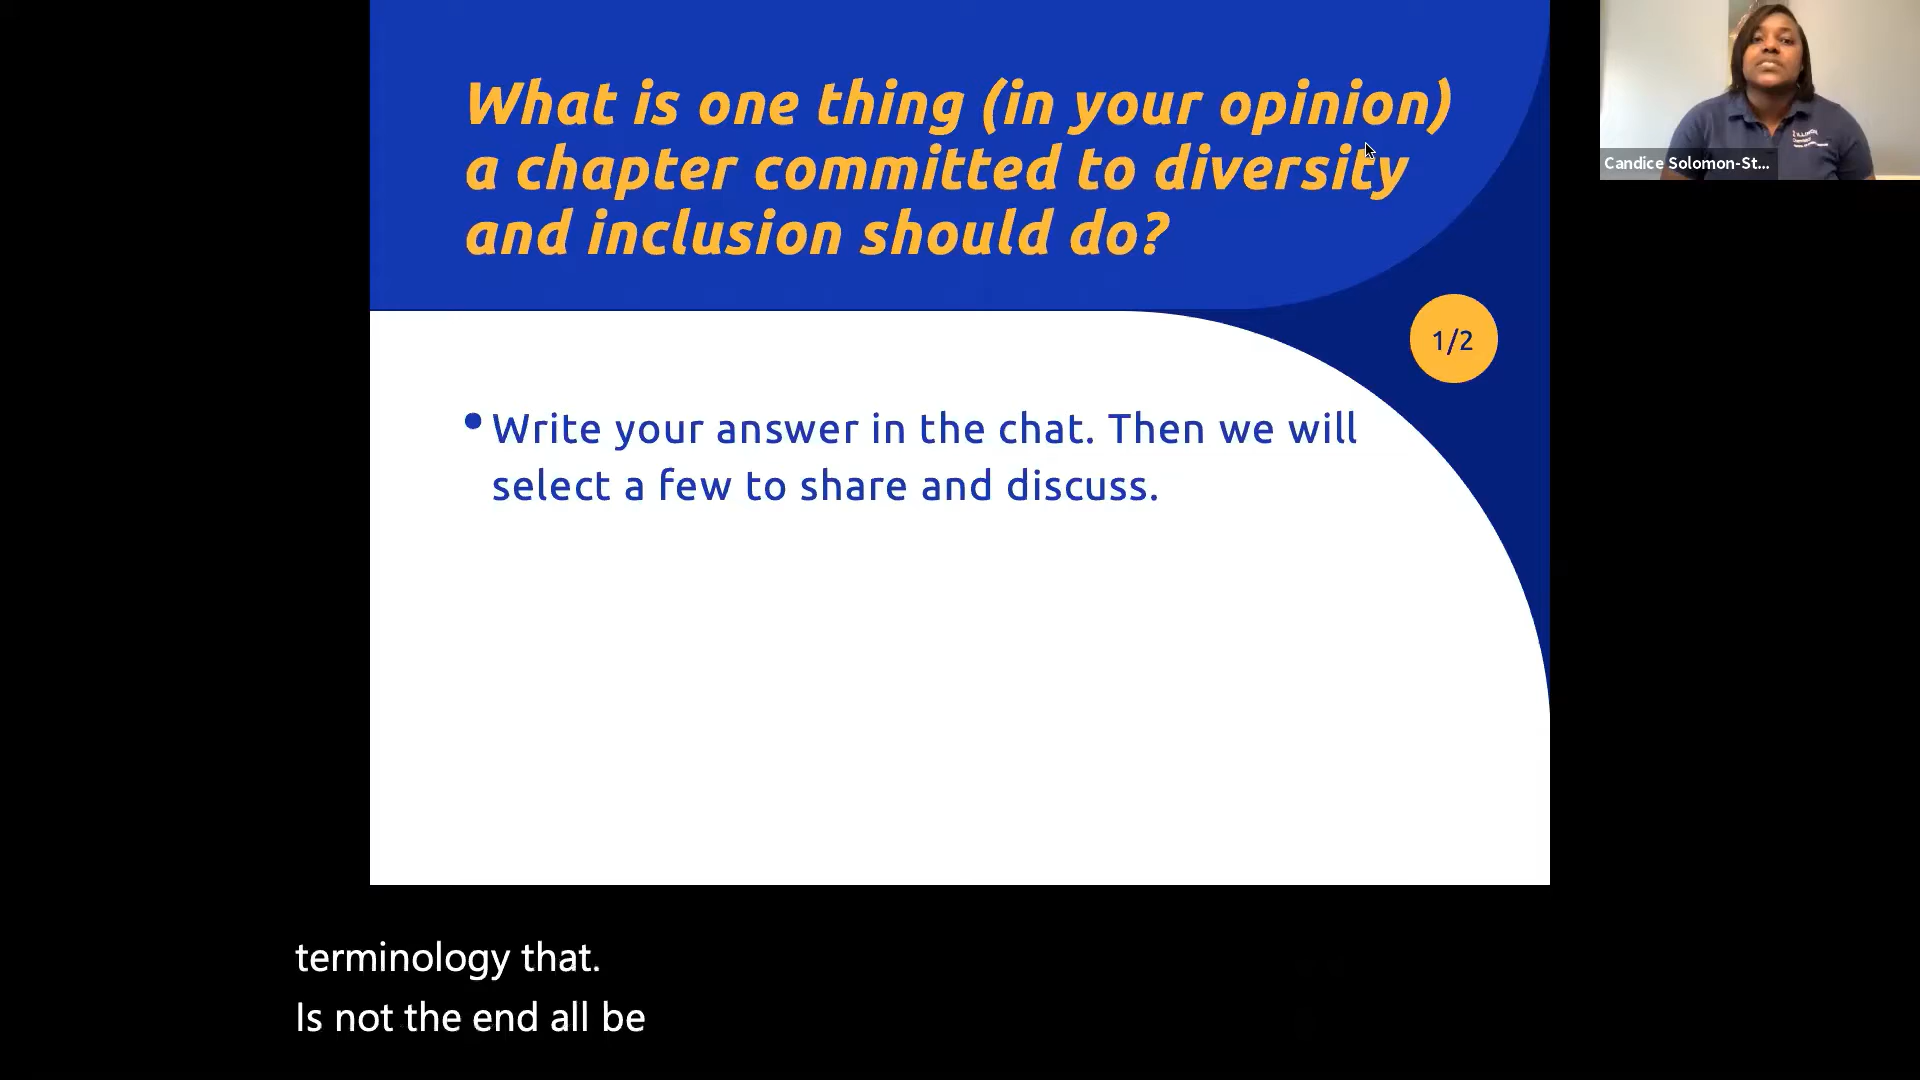 What is one thing (in your opinion)
a chapter committed to diversity
and inclusion should do?
1/2
• Write your answer in the chat. Then we will
select a few to share and discuss.
Candice Solomon-St...
ILLINOIS
terminology that.
Is not the end all be